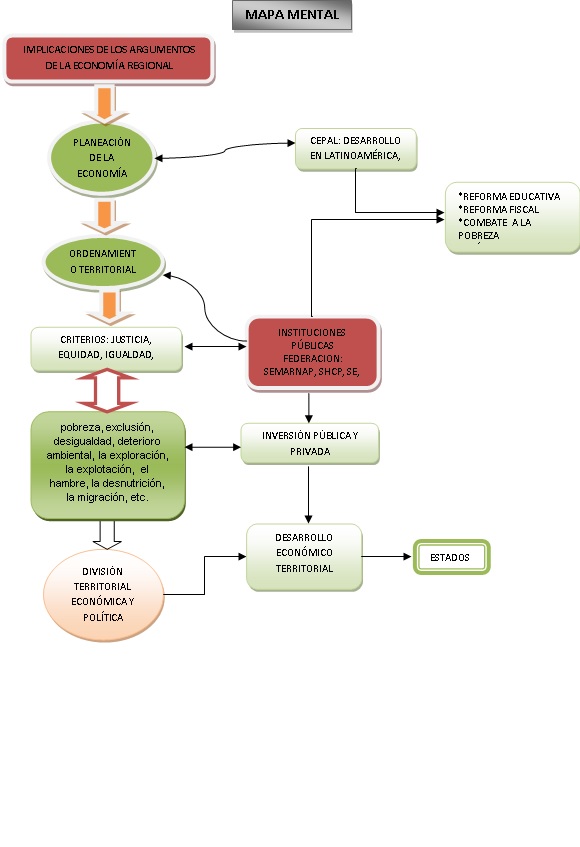 MAPA MENTAL
IMPLICACIONES DE LOS ARGUMENTOS
DE LA ECONOMÍA REGIONAL
PLANEACIÓN
DE LA
ECONOMÍA
CEPAL: DESARROLLO
EN LATINOAMÉRICA,
*REFORMA EDUCATIVA
*REFORMA FISCAL
*COMBATE A LA
POBREZA
ORDENAMIENT
O TERRITORIAL
CRITERIOS: JUSTICIA,
EQUIDAD, IGUALDAD,
INSTITUCIONES
PÚBLICAS
FEDERACION:
SEMARNAP, SHCP, SE,
pobreza, exclusión,
desigualdad, deterioro
ambiental, la exploración,
la explotación, el
hambre, la desnutrición,
la migración, etc.
INVERSIÓN PÚBLICA Y
PRIVADA
DESARROLLO
ECONÓMICO
TERRITORIAL
ESTADOS
DIVISIÓN
TERRITORIAL
ECONÓMICA Y
POLÍTICA